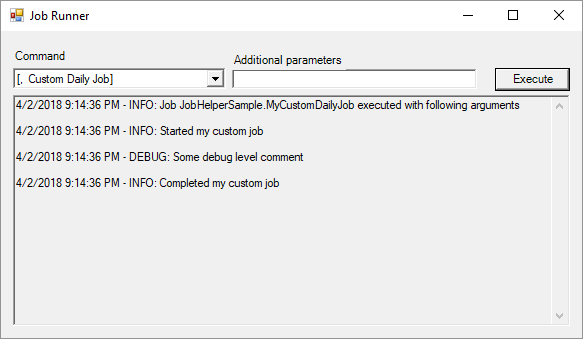 Job Runner
Command
Additional parameters
[, Custom Daily Job]
Execute
4/2/2018 9:14:36 PM - INFO: Job JobHelperSample.MyCustomDailyJob executed with following arguments
4/2/2018 9:14:36 PM - INFO: Started my custom job
4/2/2018 9:14:36 PM - DEBUG: Some debug level comment
4/2/2018 9:14:36 PM - INFO: Completed my custom job